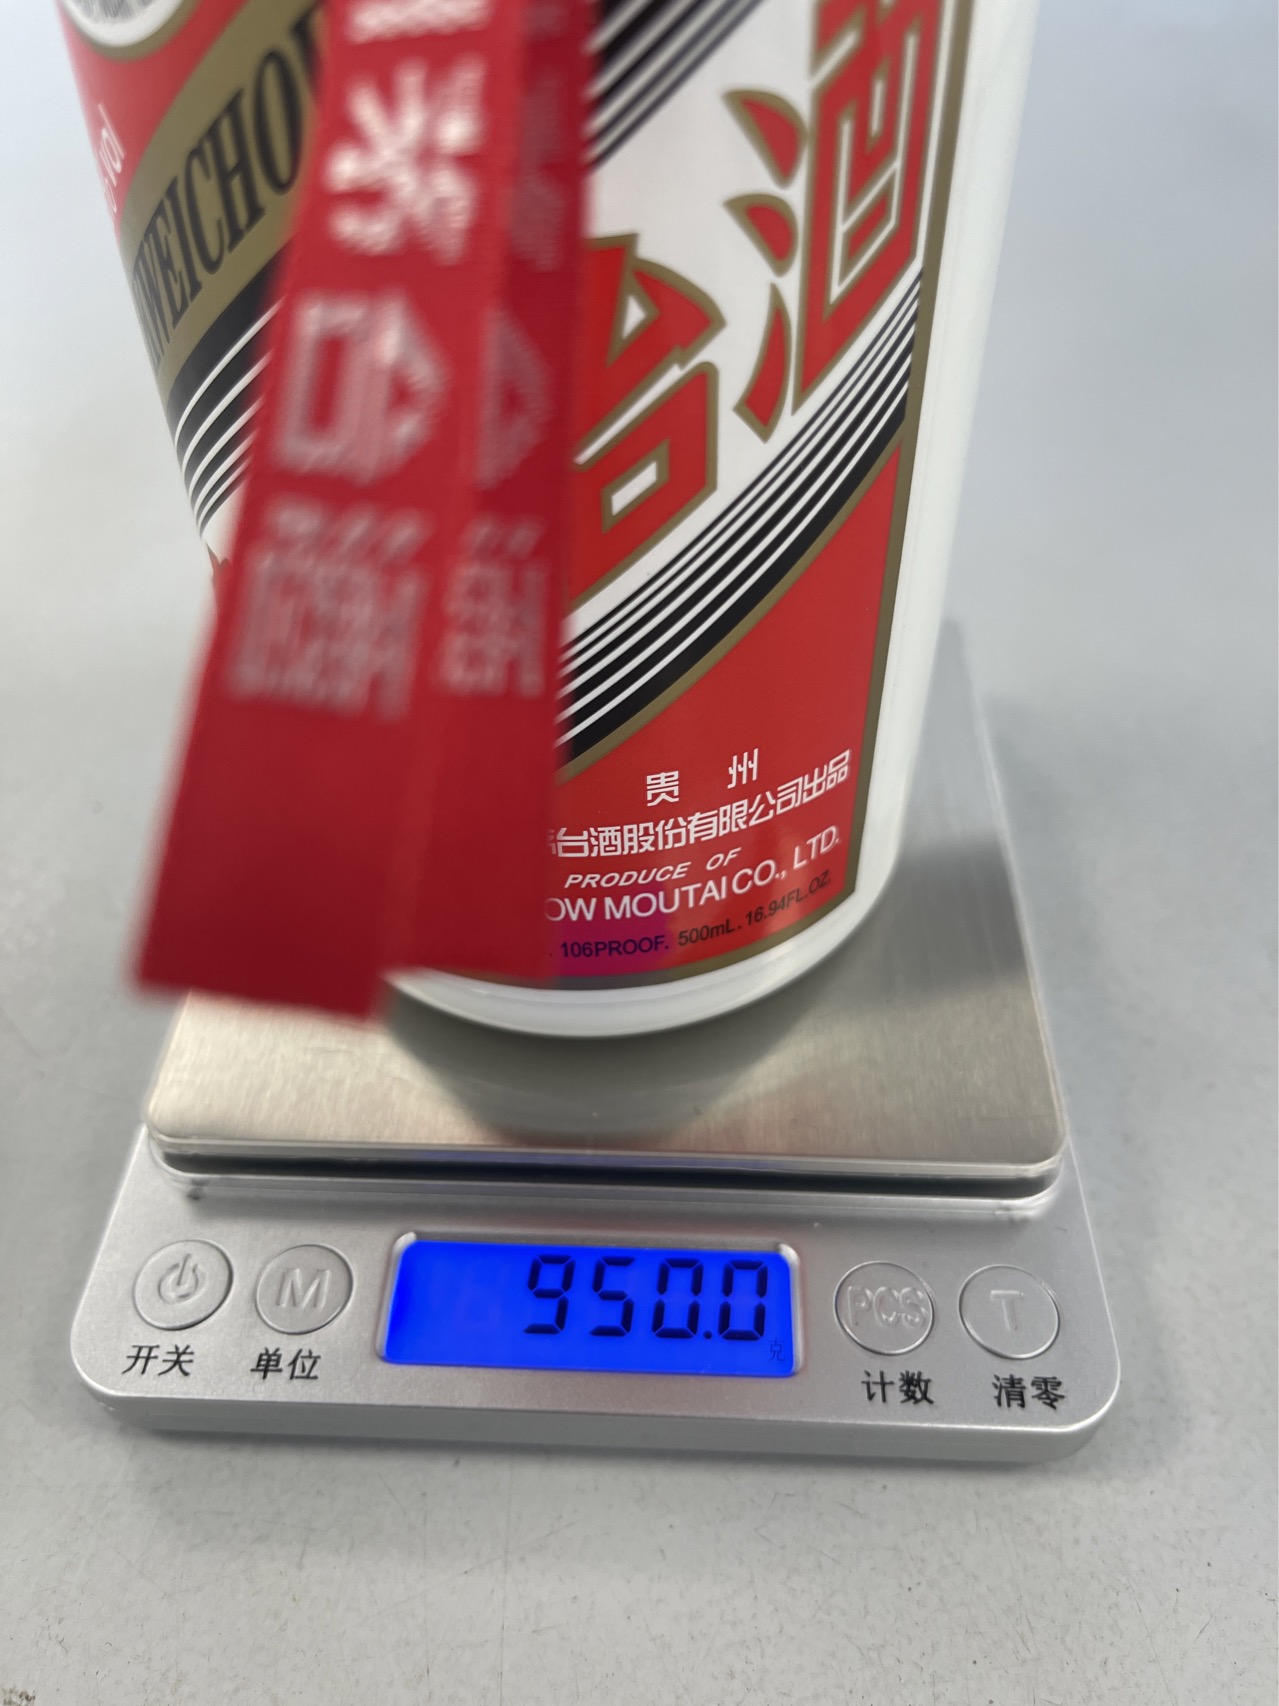 WEICHOW
台酒
贵 州
台酒股份有限公司出品
PRODUCE OF
OW MOUTAI CO., LTD.
106PROOF. 500mL. 16.94FL.OZ.
950.0
克
M
PCS
T
开关
单位
计数
清零